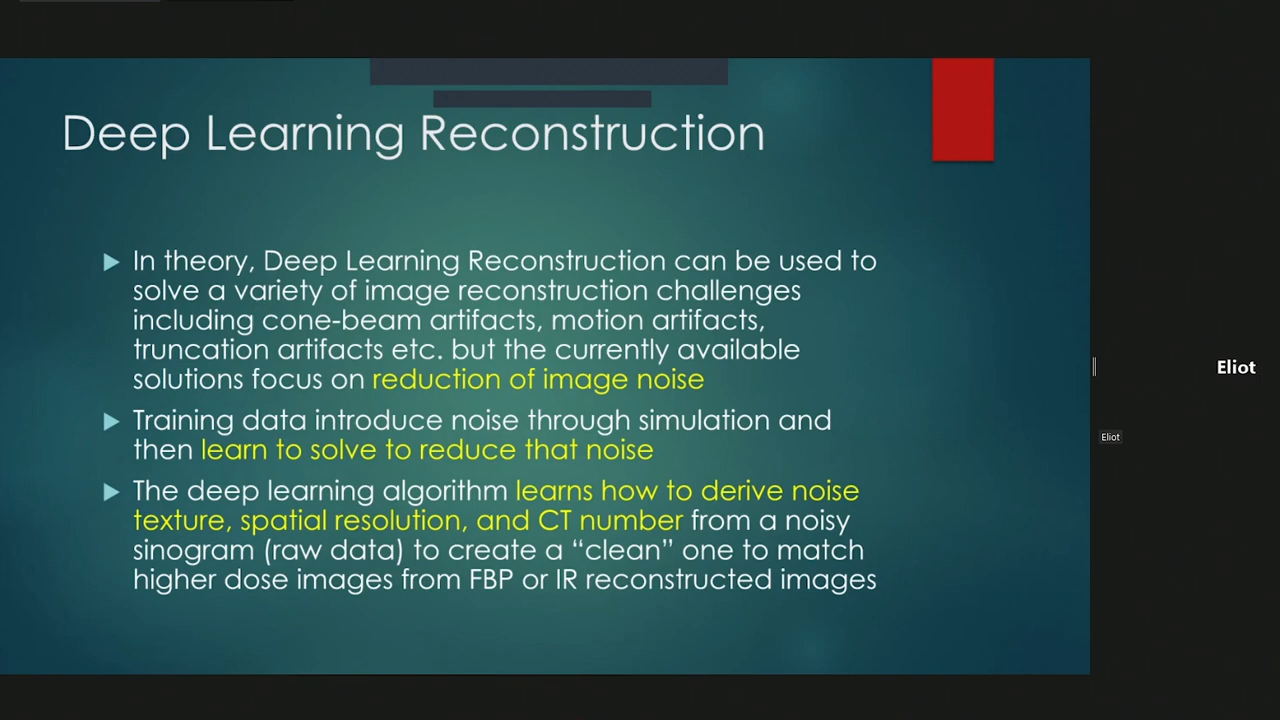 Deep Learning Reconstruction
In theory, Deep Learning Reconstruction can be used to
solve a variety of image reconstruction challenges
including cone-beam artifacts, motion artifacts,
truncation artifacts etc. but the currently available
solutions focus on reduction of image noise
Training data introduce noise through simulation and
then learn to solve to reduce that noise
The deep learning algorithm learns how to derive noise
texture, spatial resolution, and CT number from a noisy
sinogram (raw data) to create a “clean” one to match
higher dose images from FBP or IR reconstructed images
Eliot
Eliot